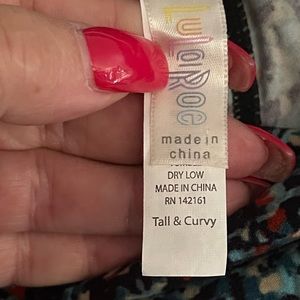 LuLaRoe
made in
china
DRY LOW
MADE IN CHINA
RN 142161
Tall & Curvy